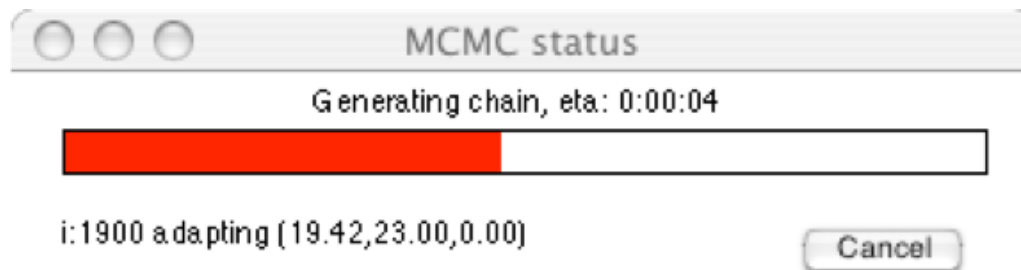 MCMC status
Generating chain, eta: 0:00:04
i:1900 adapting (19.42,23.00,0.00)
Cancel